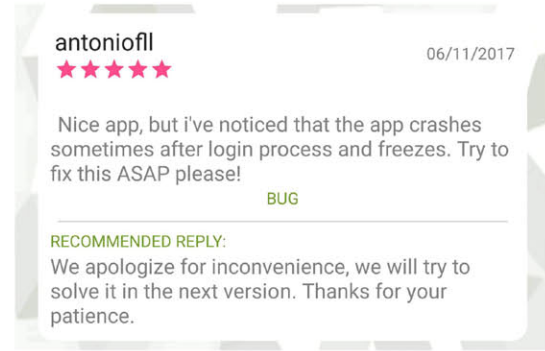 antoniofll
06/11/2017
Nice app, but i've noticed that the app crashes
sometimes after login process and freezes. Try to
fix this ASAP please!
BUG
RECOMMENDED REPLY:
We apologize for inconvenience, we will try to
solve it in the next version. Thanks for your
patience.